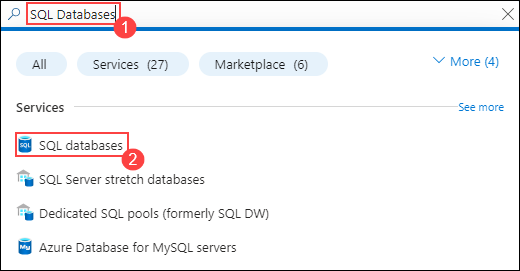 SQL Databases
1
All Services (27) Marketplace (6) More (4)
Services See more
SQL databases
2
SQL Server stretch databases
Dedicated SQL pools (formerly SQL DW)
Azure Database for MySQL servers